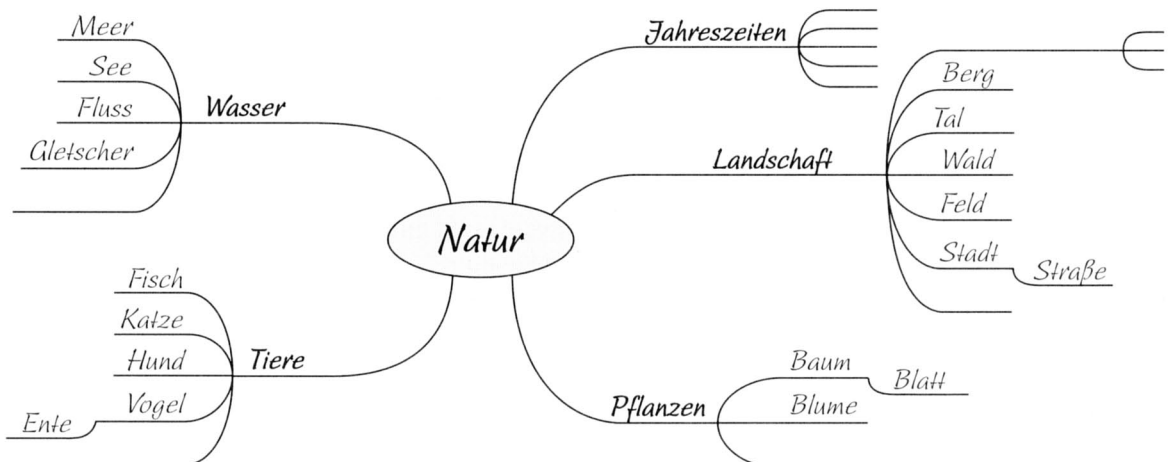 Natur
Wasser
Meer
See
Fluss
Gletscher
Tiere
Fisch
Katze
Hund
Vogel
Ente
Jahreszeiten
Landschaft
Berg
Tal
Wald
Feld
Stadt
Straße
Pflanzen
Baum
Blatt
Blume